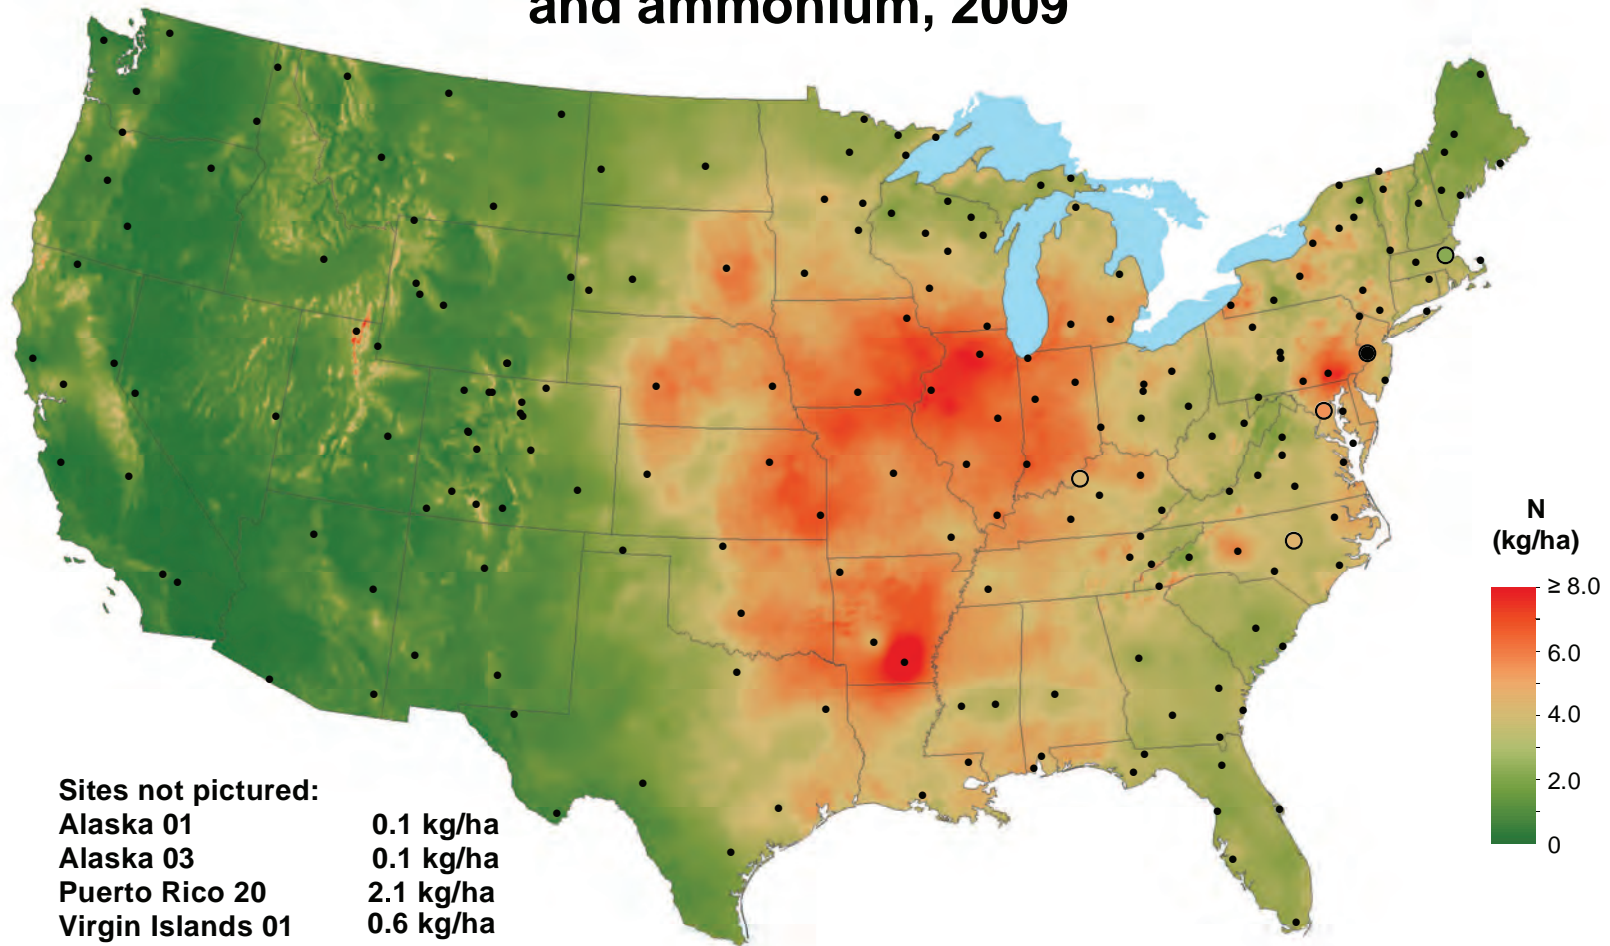 and ammonium, 2009
N
(kg/ha)
≥ 8.0
6.0
4.0
2.0
0
Sites not pictured:
Alaska 01 0.1 kg/ha
Alaska 03 0.1 kg/ha
Puerto Rico 20 2.1 kg/ha
Virgin Islands 01 0.6 kg/ha